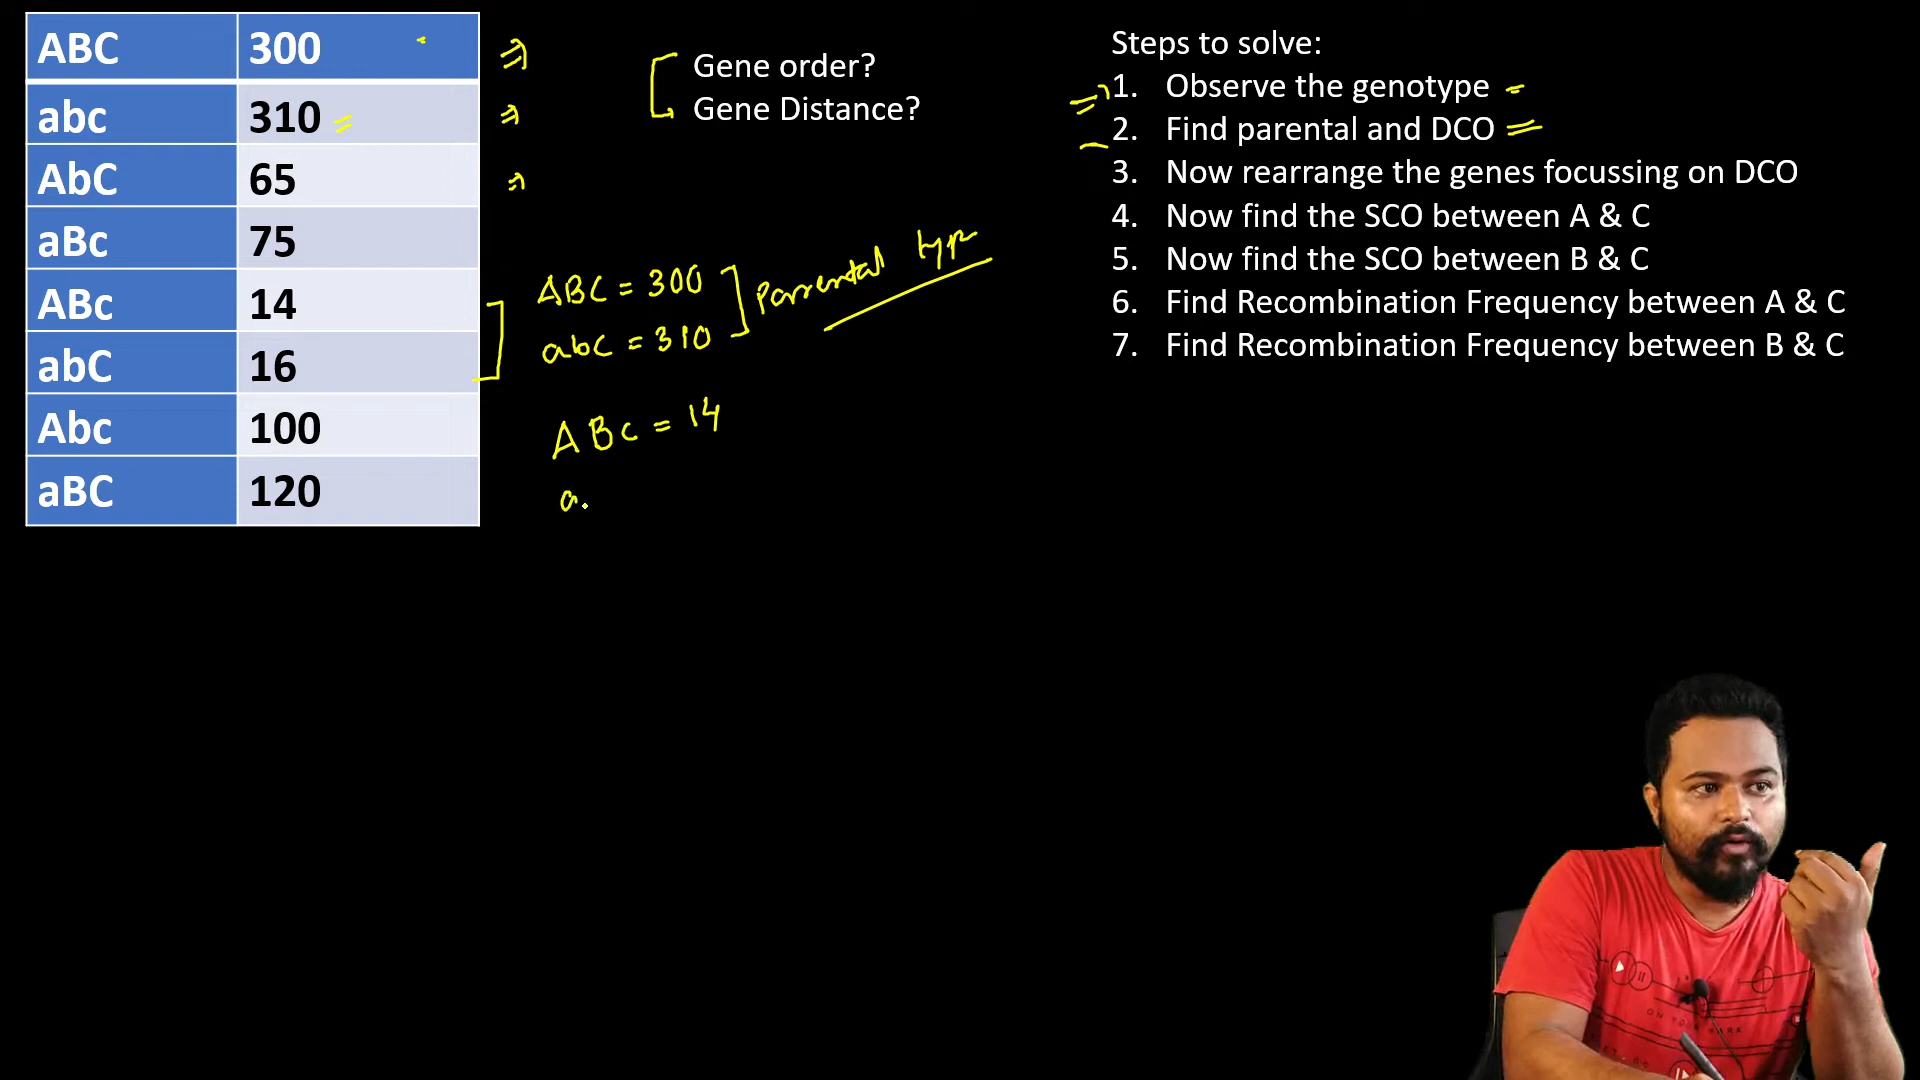 ABC 300
abc 310
AbC 65
aBc 75
ABc 14
abC 16
Abc 100
aBC 120
Gene order?
Gene Distance?
Steps to solve:
1. Observe the genotype
2. Find parental and DCO
3. Now rearrange the genes focussing on DCO
4. Now find the SCO between A & C
5. Now find the SCO between B & C
6. Find Recombination Frequency between A & C
7. Find Recombination Frequency between B & C
ABC = 300
abc = 310
Parental type
ABc = 14
a